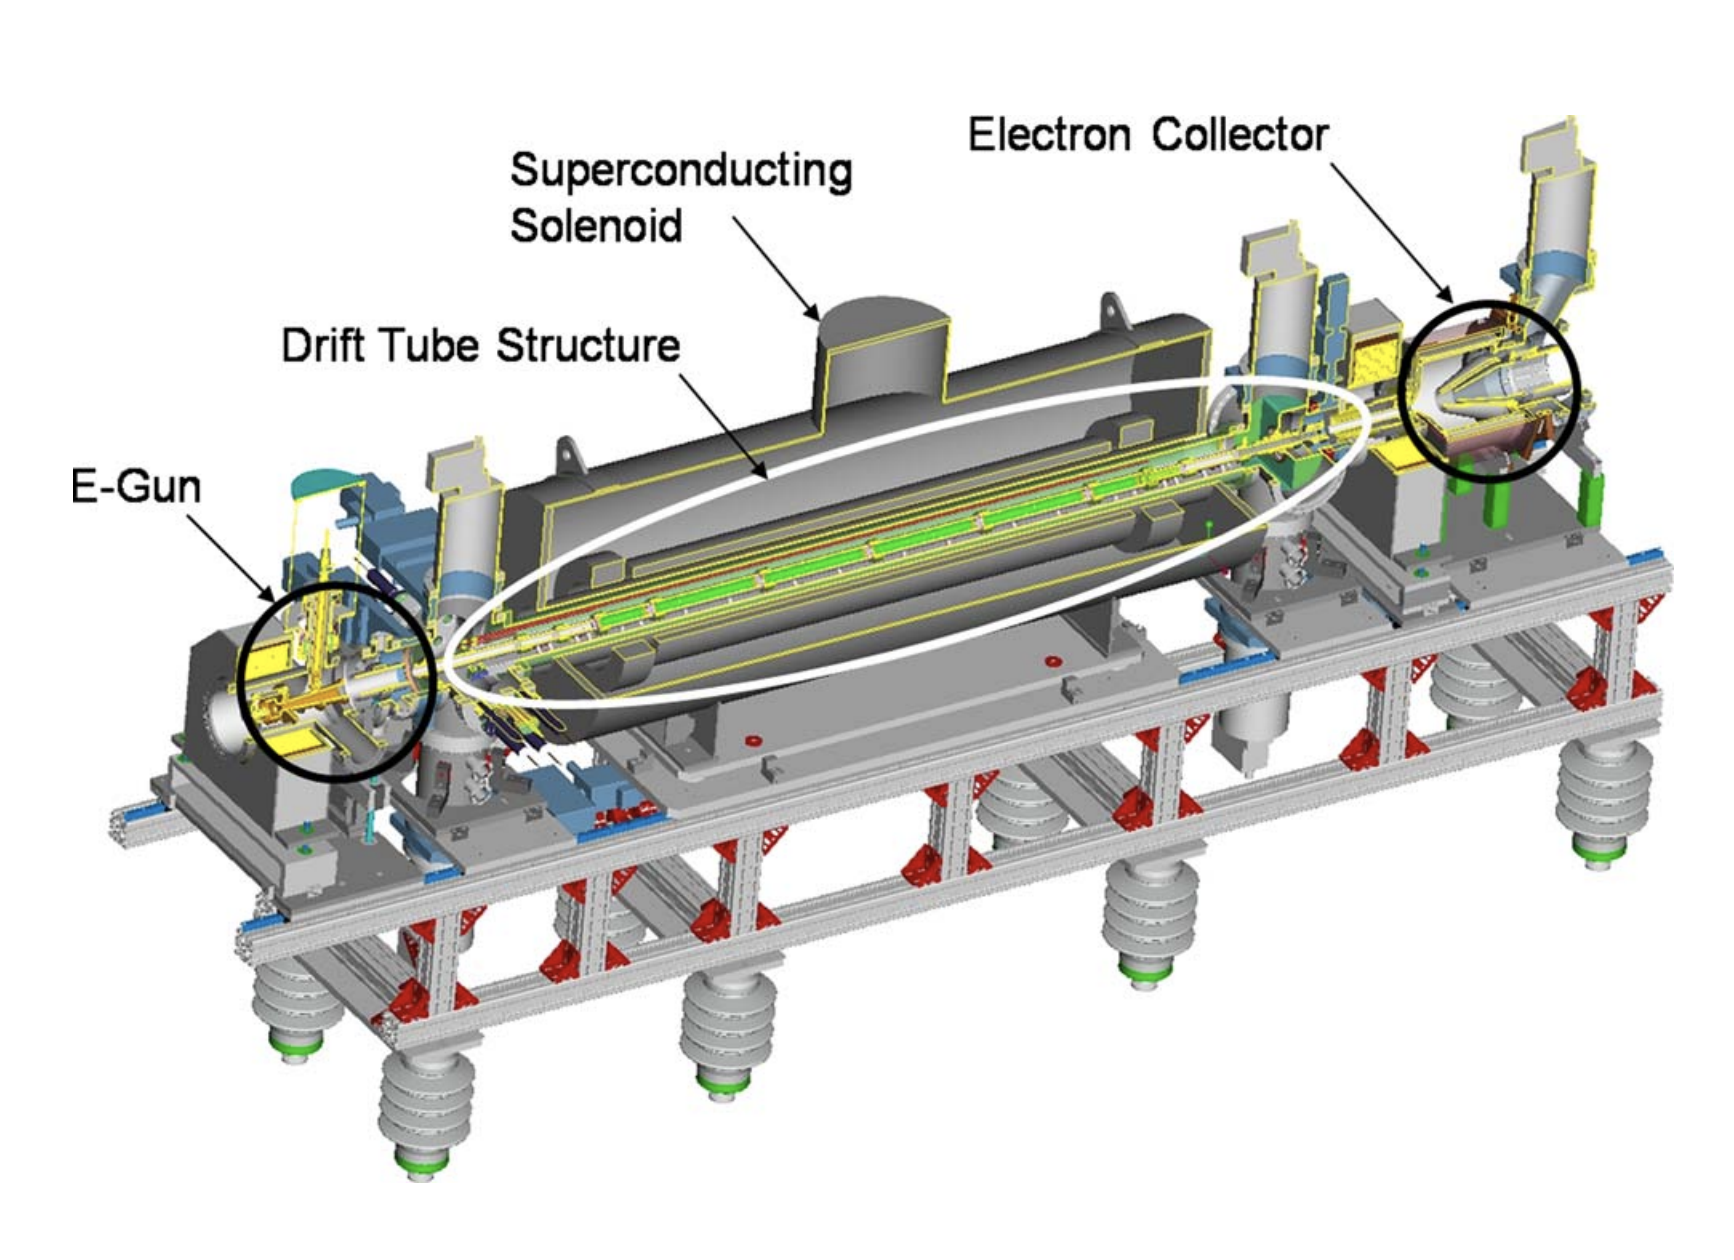 Electron Collector
Superconducting
Solenoid
Drift Tube Structure
E-Gun